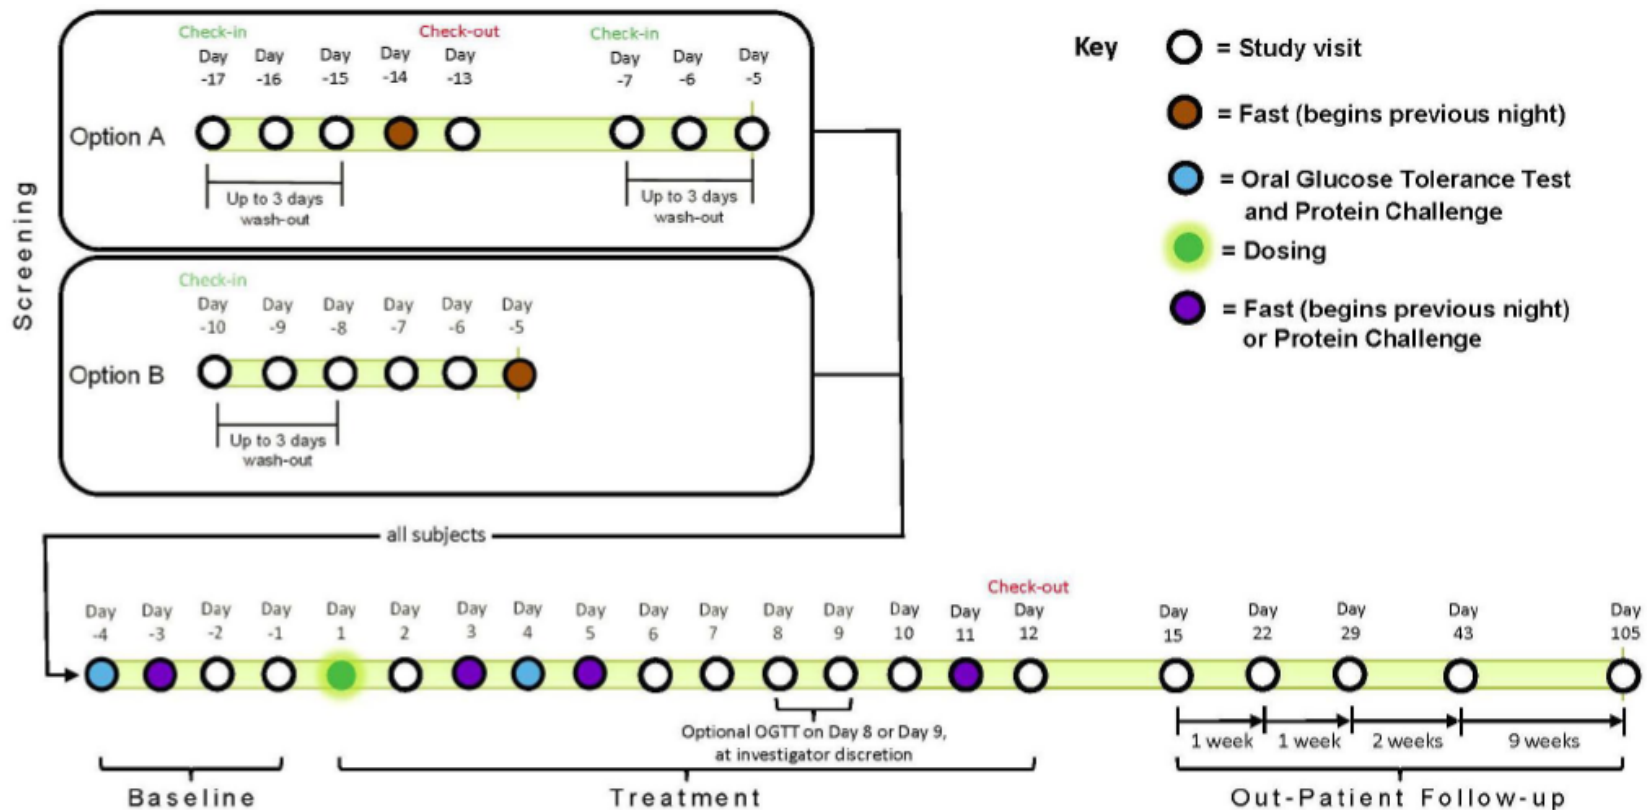 Check-in Check-out Check-in
Day Day Day Day Day Day Day Day
-17 -16 -15 -14 -13 -7 -6 -5
Option A
Up to 3 days
wash-out
Up to 3 days
wash-out
Screening
Check-in
Day Day Day Day Day Day
-10 -9 -8 -7 -6 -5
Option B
Up to 3 days
wash-out
Key
= Study visit
= Fast (begins previous night)
= Oral Glucose Tolerance Test
and Protein Challenge
= Dosing
= Fast (begins previous night)
or Protein Challenge
all subjects
Check-out
Day Day Day Day Day Day Day Day Day Day Day Day Day Day Day Day Day Day Day Day Day
-4 -3 -2 -1 1 2 3 4 5 6 7 8 9 10 11 12 15 22 29 43 105
Optional OGTT on Day 8 or Day 9,
at investigator discretion
1 week 1 week 2 weeks 9 weeks
Baseline Treatment Out-Patient Follow-up